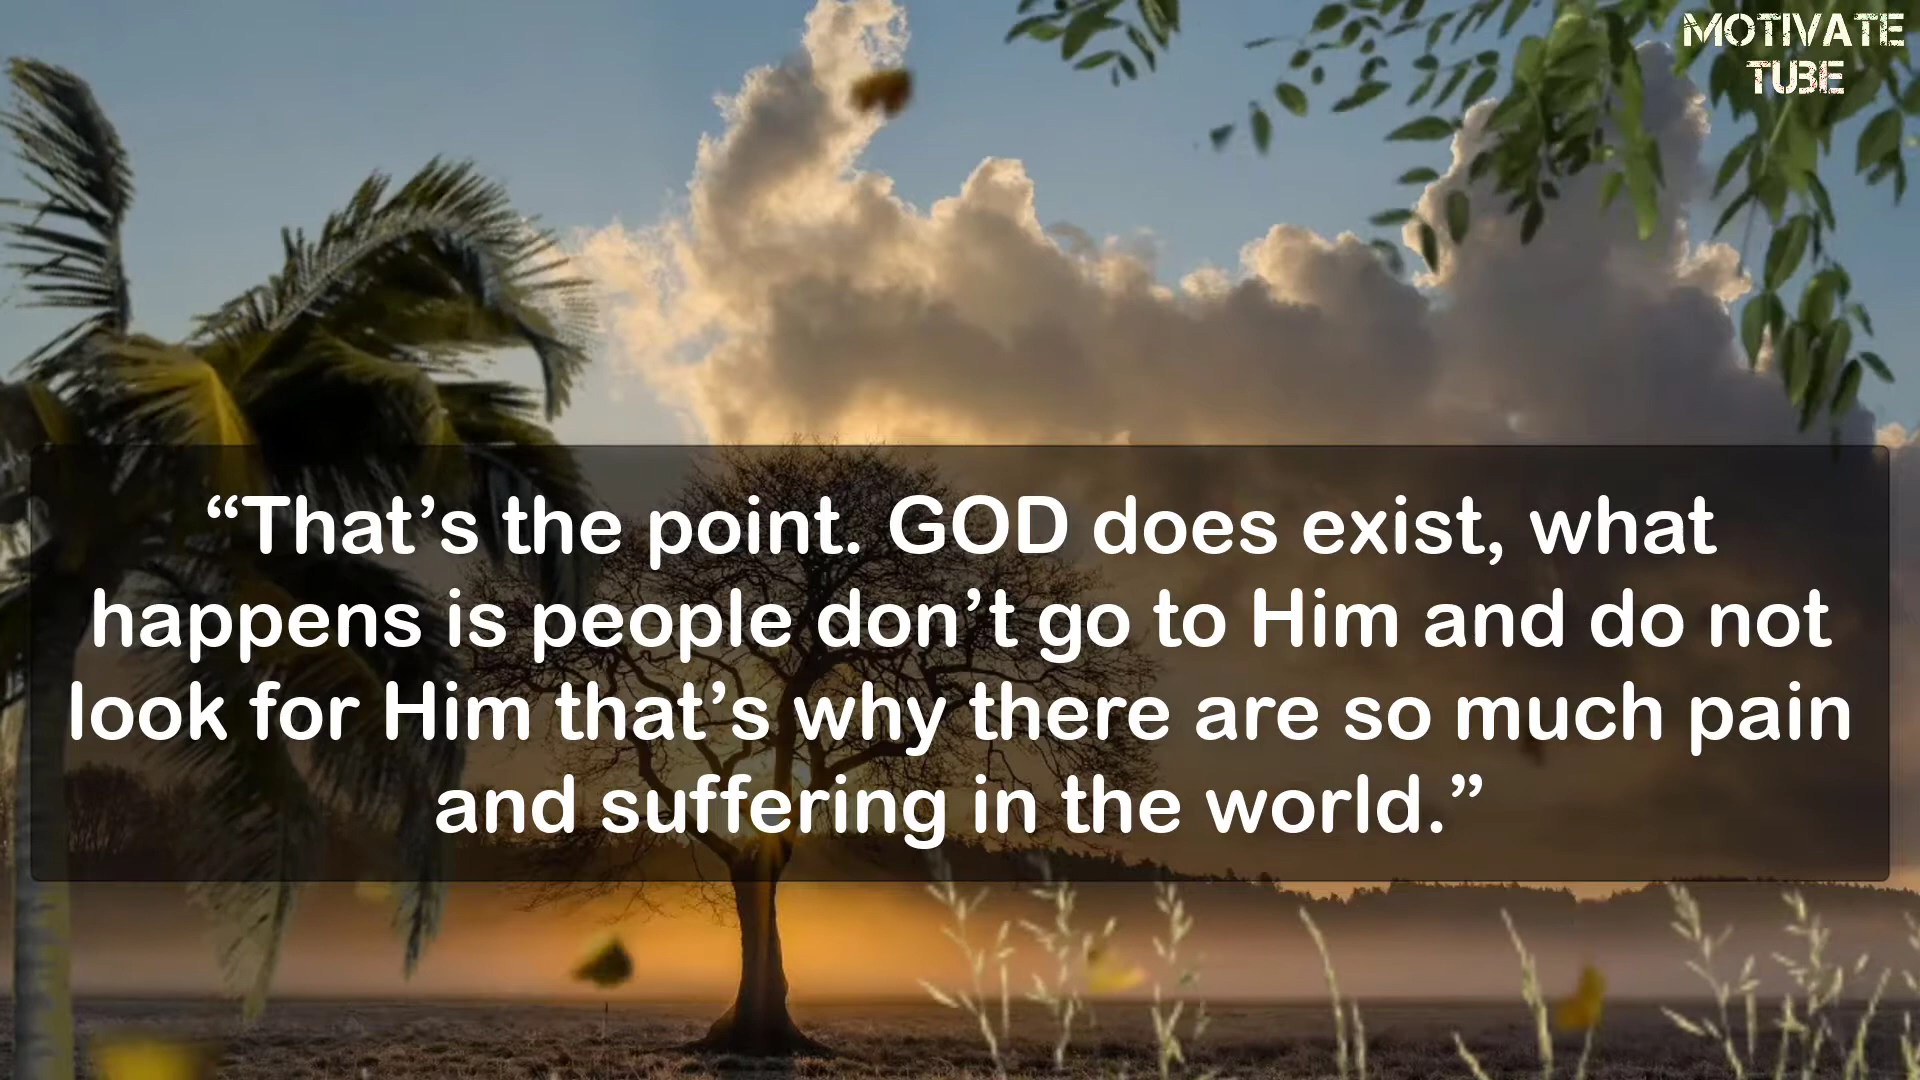 MOTIVATE
TUBE
“That’s the point. GOD does exist, what
happens is people don’t go to Him and do not
look for Him that’s why there are so much pain
and suffering in the world.”